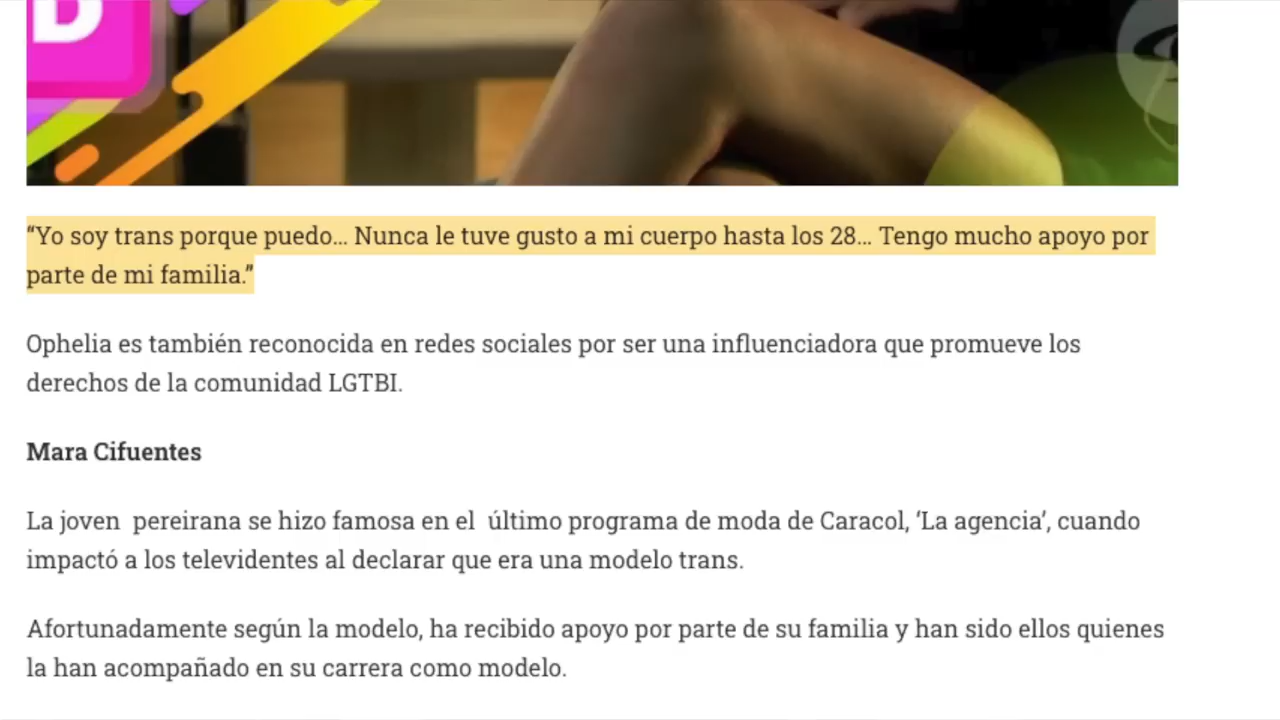 B
“Yo soy trans porque puedo... Nunca le tuve gusto a mi cuerpo hasta los 28... Tengo mucho apoyo por
parte de mi familia.”
Ophelia es también reconocida en redes sociales por ser una influenciadora que promueve los
derechos de la comunidad LGTBI.
Mara Cifuentes
La joven pereirana se hizo famosa en el último programa de moda de Caracol, ‘La agencia’, cuando
impactó a los televidentes al declarar que era una modelo trans.
Afortunadamente según la modelo, ha recibido apoyo por parte de su familia y han sido ellos quienes
la han acompañado en su carrera como modelo.